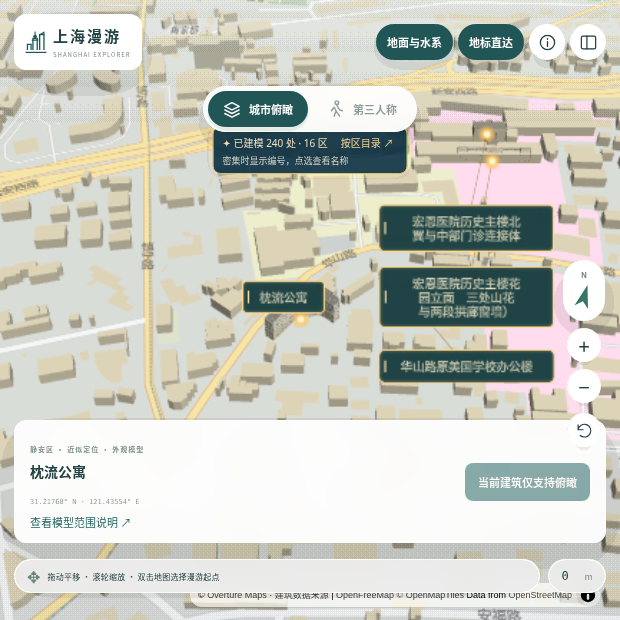 上海漫游
SHANGHAI EXPLORER
地面与水系
地标直达
城市俯瞰
第三人称
✦ 已建模 240 处 · 16 区 按区目录 ↗
密集时显示编号，点选查看名称
宏恩医院历史主楼北
翼与中部门诊连接体
宏恩医院历史主楼花
园立面 三处山花
与两段拱廊窗境）
枕流公寓
华山路原美国学校办公楼
N
+
−
静安区 · 近似定位 · 外观模型
枕流公寓
31.21768° N · 121.43554° E
查看模型范围说明 ↗
当前建筑仅支持俯瞰
拖动平移 · 滚轮缩放 · 双击地图选择漫游起点
0 m
© Overture Maps · 建筑数据来源 | OpenFreeMap © OpenMapTiles Data from OpenStreetMap
安福路